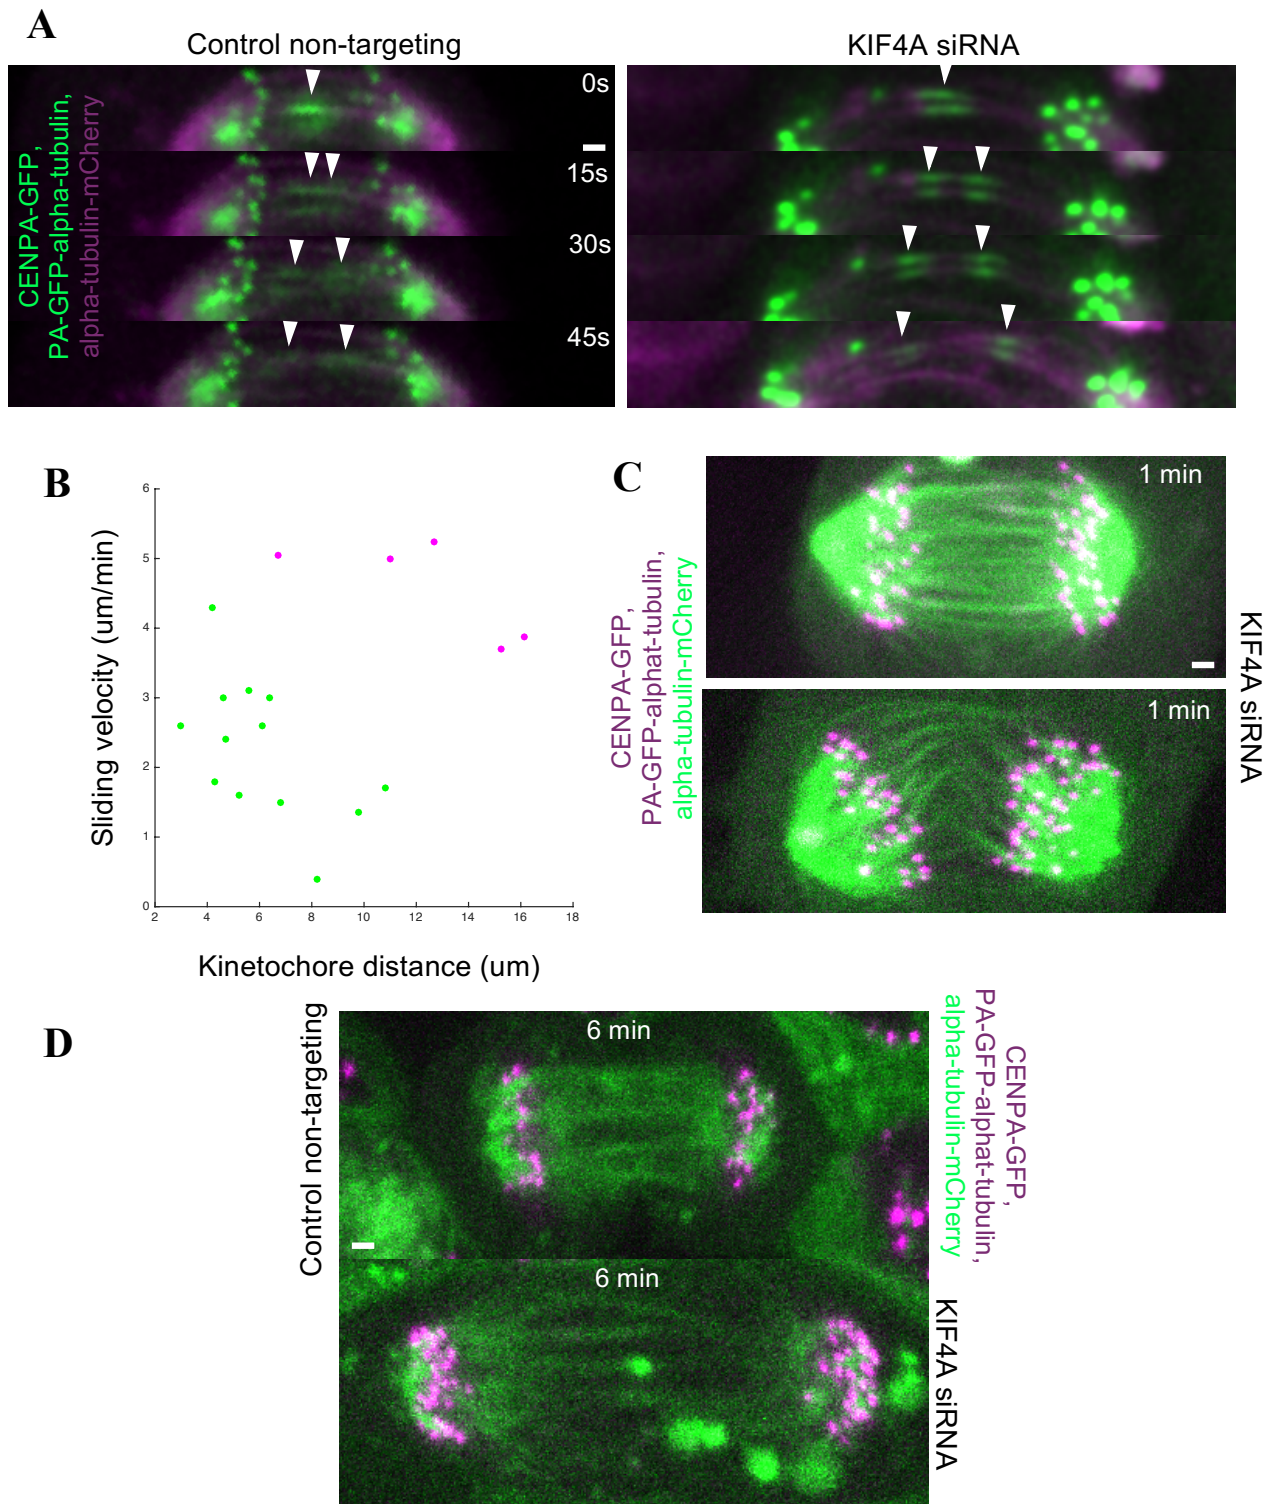 A
Control non-targeting
KIF4A siRNA
CENPA-GFP,
PA-GFP-alpha-tubulin,
alpha-tubulin-mCherry
0s
15s
30s
45s
B
Sliding velocity (um/min)
6
5
4
3
2
1
0
2 4 6 8 10 12 14 16 18
Kinetochore distance (um)
C
CENPA-GFP,
PA-GFP-alphat-tubulin,
alpha-tubulin-mCherry
1 min
1 min
KIF4A siRNA
D
Control non-targeting
6 min
6 min
CENPA-GFP,
PA-GFP-alphat-tubulin,
alpha-tubulin-mCherry
KIF4A siRNA